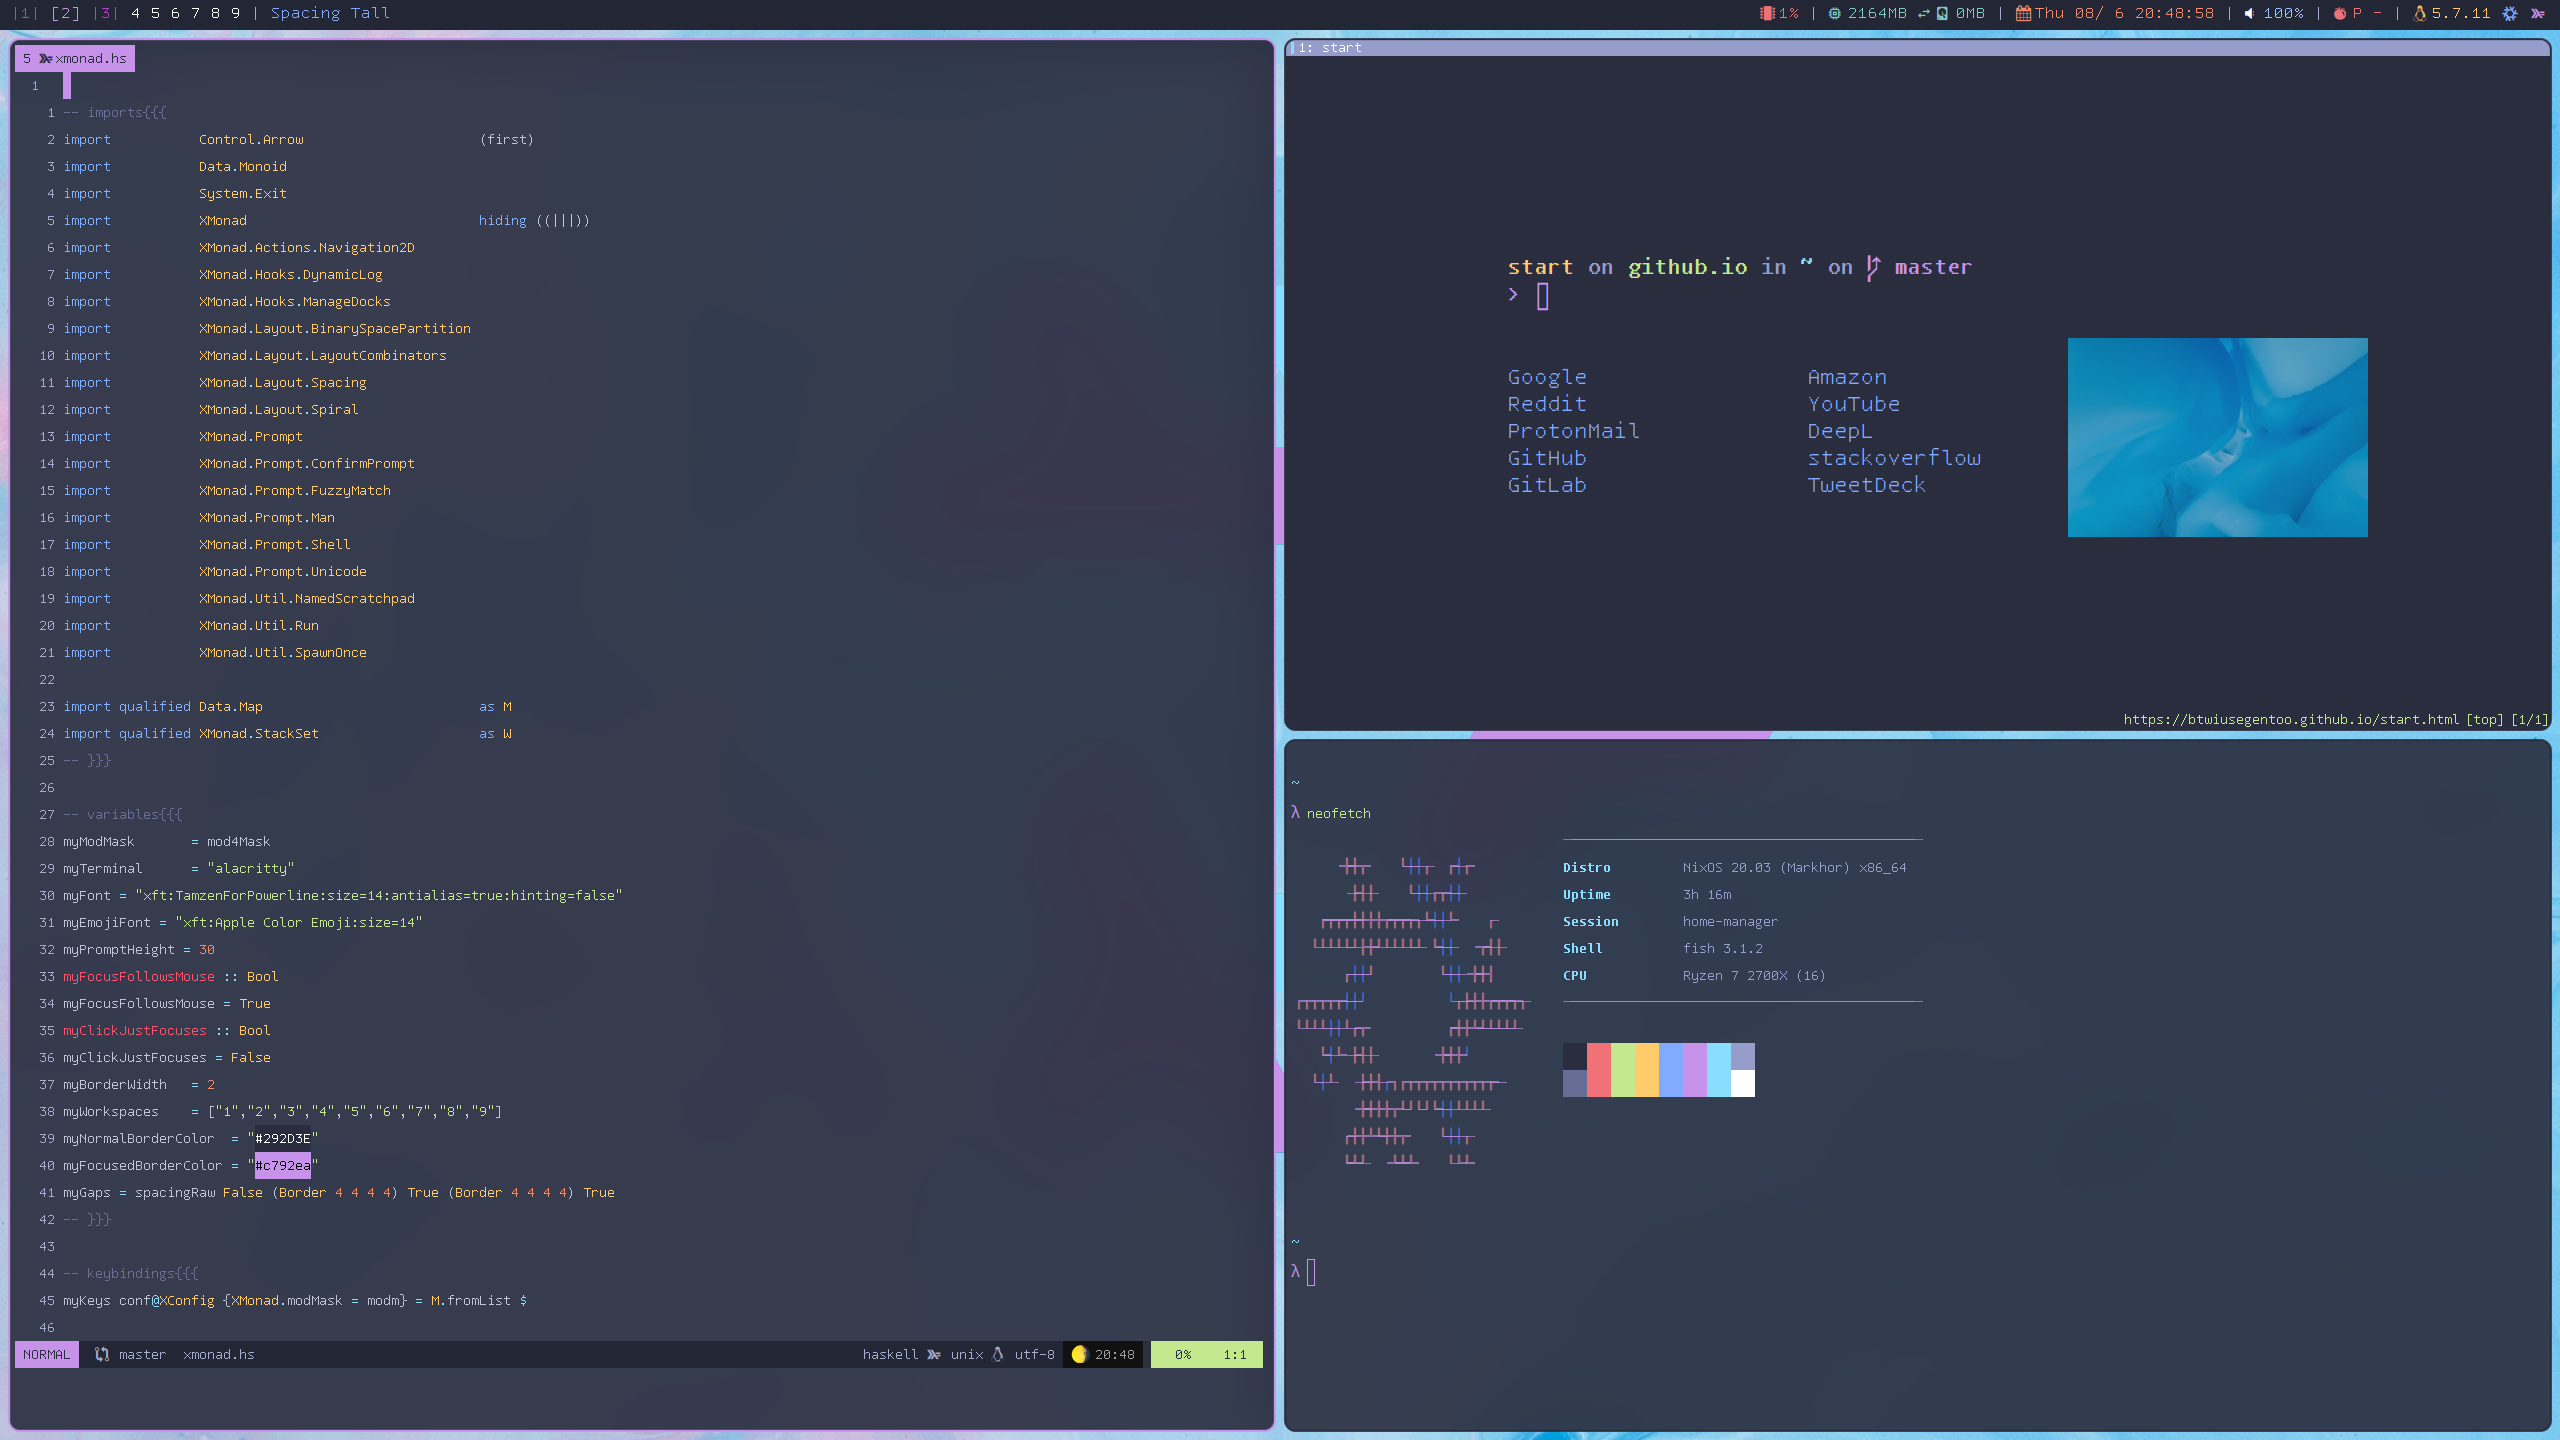 |1| [2] |3| 4 5 6 7 8 9 | Spacing Tall
1% | 2164MB 0MB | Thu 08/ 6 20:48:58 | 100% | P - | 5.7.11
5 xmonad.hs
1
1 -- imports{{{
2 import Control.Arrow (first)
3 import Data.Monoid
4 import System.Exit
5 import XMonad hiding ((|||))
6 import XMonad.Actions.Navigation2D
7 import XMonad.Hooks.DynamicLog
8 import XMonad.Hooks.ManageDocks
9 import XMonad.Layout.BinarySpacePartition
10 import XMonad.Layout.LayoutCombinators
11 import XMonad.Layout.Spacing
12 import XMonad.Layout.Spiral
13 import XMonad.Prompt
14 import XMonad.Prompt.ConfirmPrompt
15 import XMonad.Prompt.FuzzyMatch
16 import XMonad.Prompt.Man
17 import XMonad.Prompt.Shell
18 import XMonad.Prompt.Unicode
19 import XMonad.Util.NamedScratchpad
20 import XMonad.Util.Run
21 import XMonad.Util.SpawnOnce
22
23 import qualified Data.Map as M
24 import qualified XMonad.StackSet as W
25 -- }}}
26
27 -- variables{{{
28 myModMask = mod4Mask
29 myTerminal = "alacritty"
30 myFont = "xft:TamzenForPowerline:size=14:antialias=true:hinting=false"
31 myEmojiFont = "xft:Apple Color Emoji:size=14"
32 myPromptHeight = 30
33 myFocusFollowsMouse :: Bool
34 myFocusFollowsMouse = True
35 myClickJustFocuses :: Bool
36 myClickJustFocuses = False
37 myBorderWidth = 2
38 myWorkspaces = ["1","2","3","4","5","6","7","8","9"]
39 myNormalBorderColor = "#292D3E"
40 myFocusedBorderColor = "#c792ea"
41 myGaps = spacingRaw False (Border 4 4 4 4) True (Border 4 4 4 4) True
42 -- }}}
43
44 -- keybindings{{{
45 myKeys conf@XConfig {XMonad.modMask = modm} = M.fromList $
46
NORMAL master xmonad.hs haskell unix utf-8 20:48 0% 1:1
1: start
start on github.io in ~ on master
>
Google Amazon
Reddit YouTube
ProtonMail DeepL
GitHub stackoverflow
GitLab TweetDeck
https://btwiusegentoo.github.io/start.html [top] [1/1]
~
λ neofetch
Distro NixOS 20.03 (Markhor) x86_64
Uptime 3h 16m
Session home-manager
Shell fish 3.1.2
CPU Ryzen 7 2700X (16)
~
λ